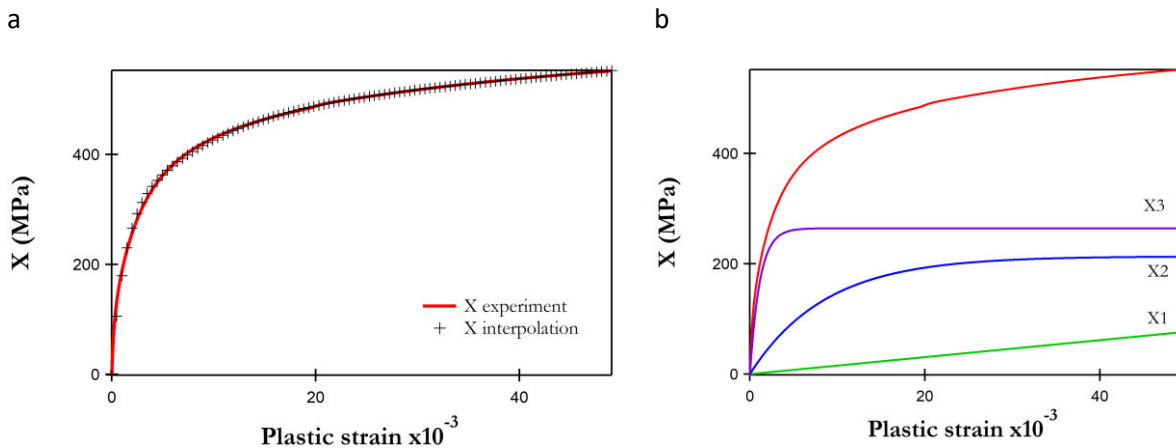 a
X (MPa)
400
200
0
X experiment
X interpolation
0 20 40
Plastic strain x10⁻³
b
X (MPa)
400
200
0
X3
X2
X1
0 20 40
Plastic strain x10⁻³